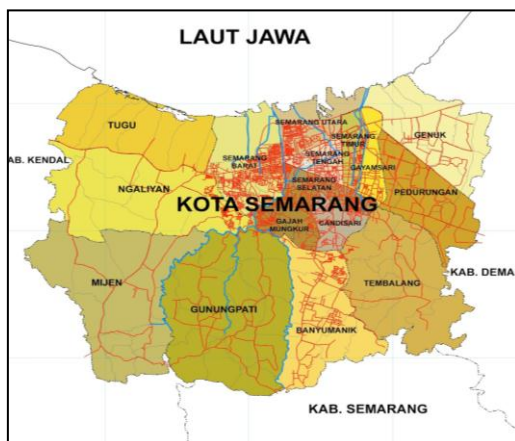 LAUT JAWA
TUGU
SEMARANG UTARA
SEMARANG
TIMUR
GENUK
AB. KENDAL
SEMARANG
BARAT
SEMARANG
TENGAH
GAYAMSARI
NGALIYAN
SEMARANG
SELATAN
PEDURUNGAN
KOTA SEMARANG
GAJAH
MUNGKUR
CANDISARI
MIJEN
GUNUNGPATI
TEMBALANG
KAB. DEMA
BANYUMANIK
KAB. SEMARANG